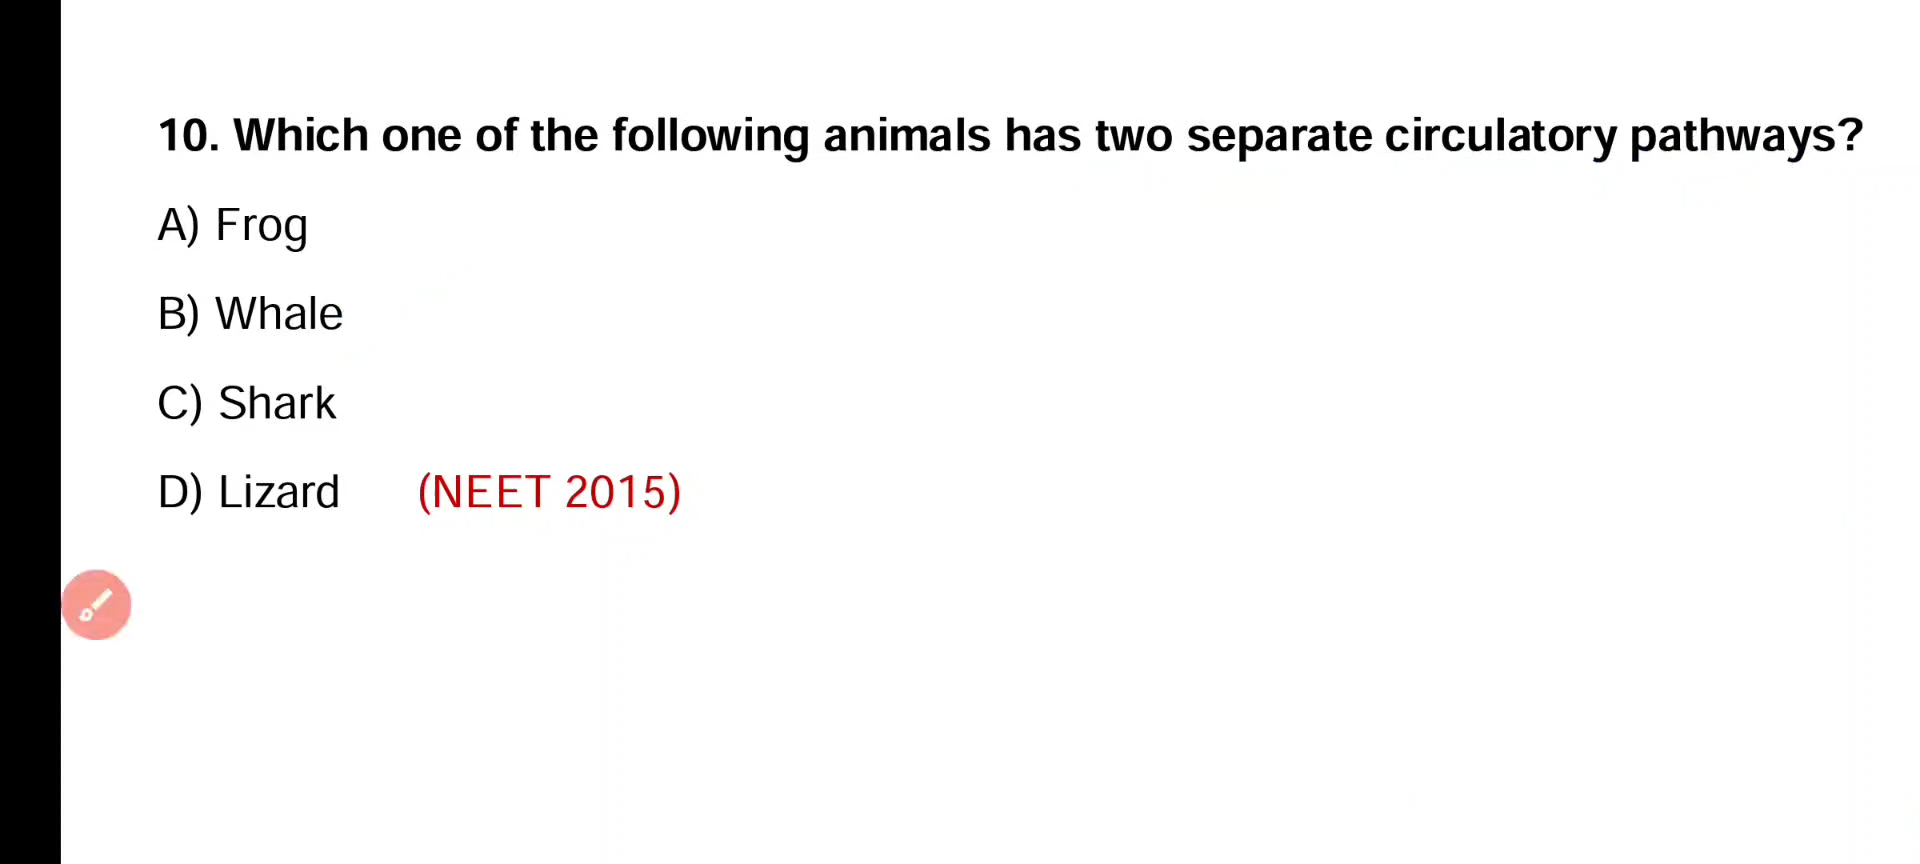 10. Which one of the following animals has two separate circulatory pathways?
A) Frog
B) Whale
C) Shark
D) Lizard (NEET 2015)